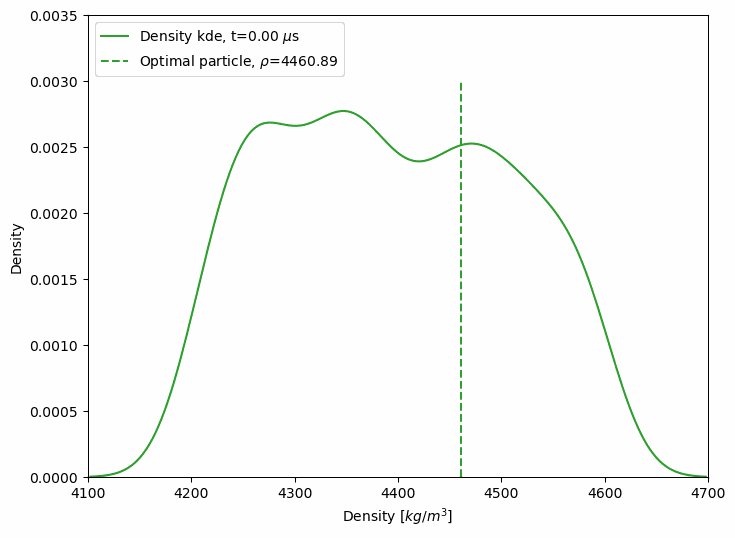 Density kde, t=0.00 μs
Optimal particle, ρ=4460.89
0.0035
0.0030
0.0025
0.0020
0.0015
0.0010
0.0005
0.0000
Density
4100 4200 4300 4400 4500 4600 4700
Density [kg/m³]